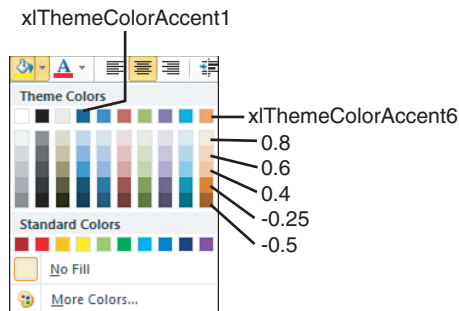 xlThemeColorAccent1
A
Theme Colors
xlThemeColorAccent6
0.8
0.6
0.4
-0.25
-0.5
Standard Colors
No Fill
More Colors...